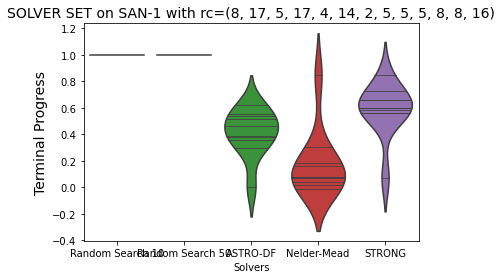 SOLVER SET on SAN-1 with rc=(8, 17, 5, 17, 4, 14, 2, 5, 5, 5, 8, 8, 16)
Terminal Progress
1.2
1.0
0.8
0.6
0.4
0.2
0.0
−0.2
−0.4
Random Search 10 Random Search 50 ASTRO-DF Nelder-Mead STRONG
Solvers